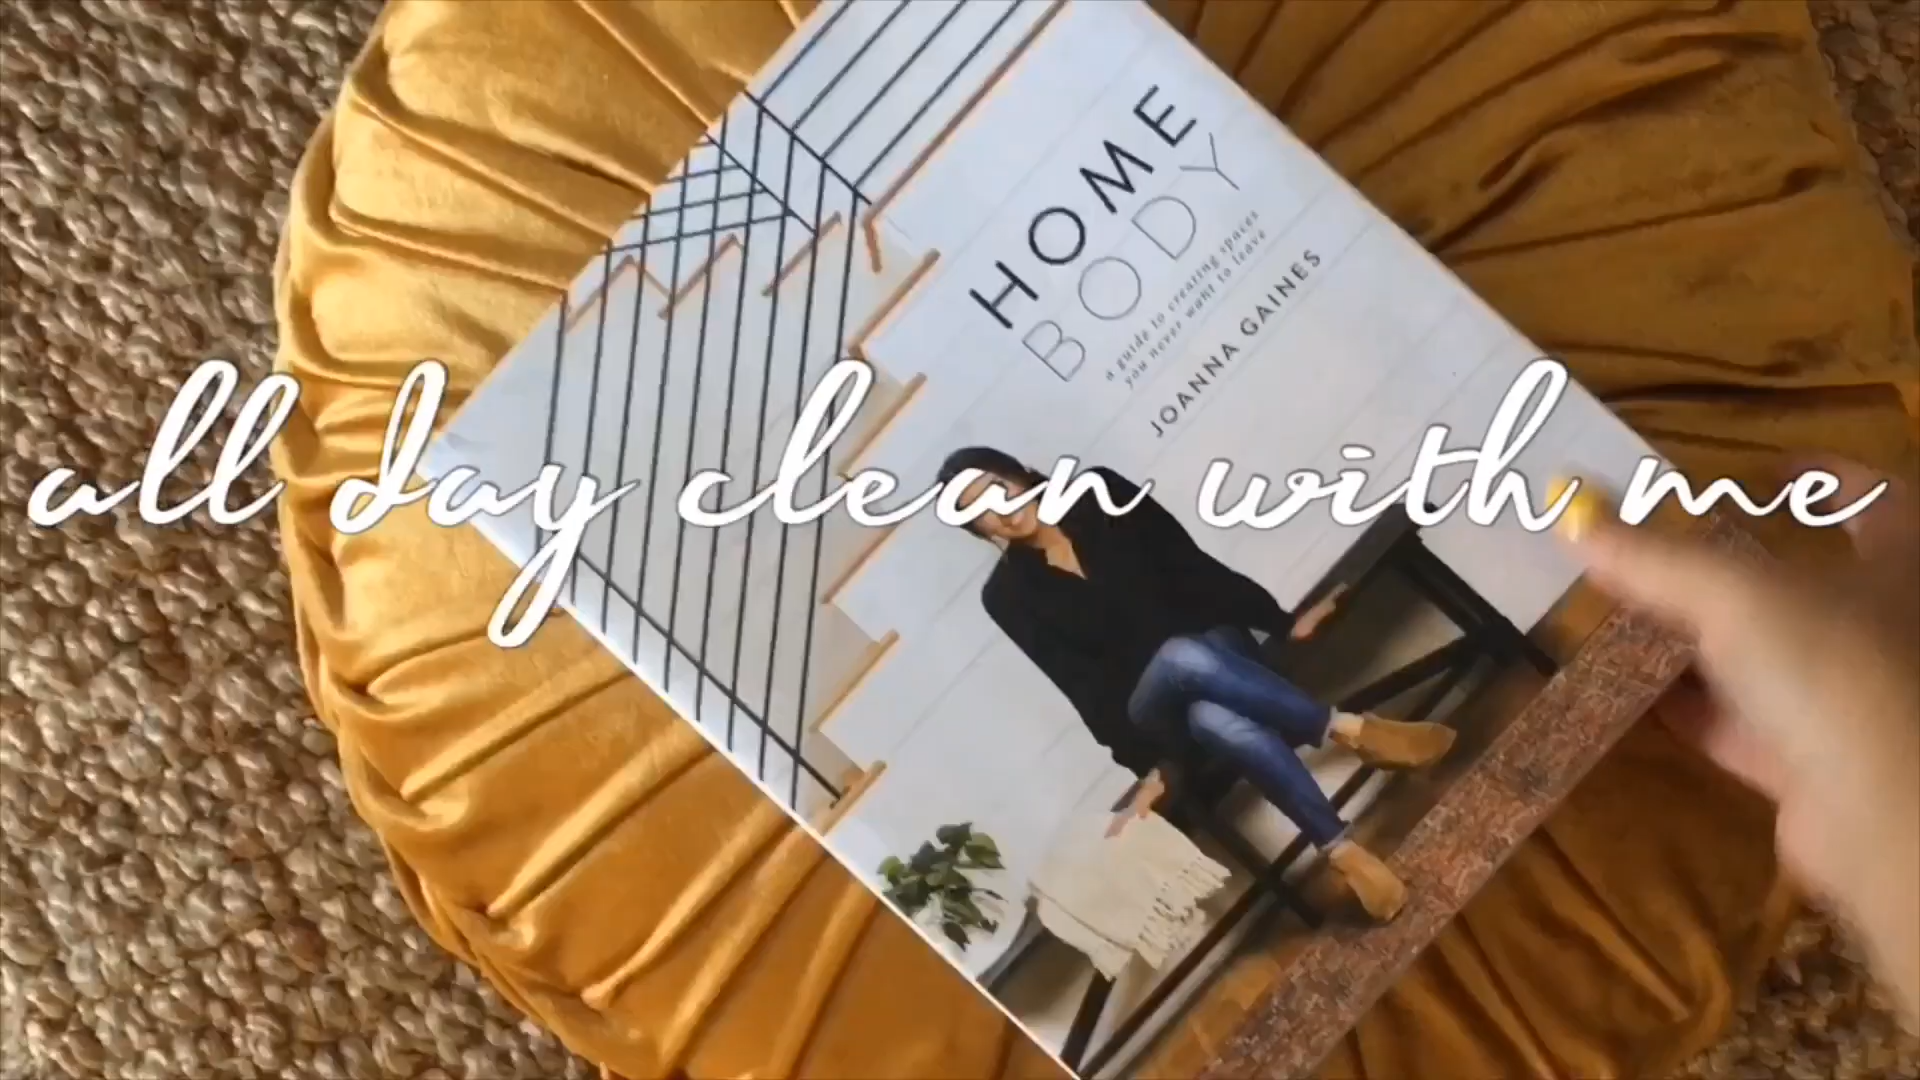 HOME
BODY
a guide to creating spaces
you never want to leave
JOANNA GAINES
all day clean with me